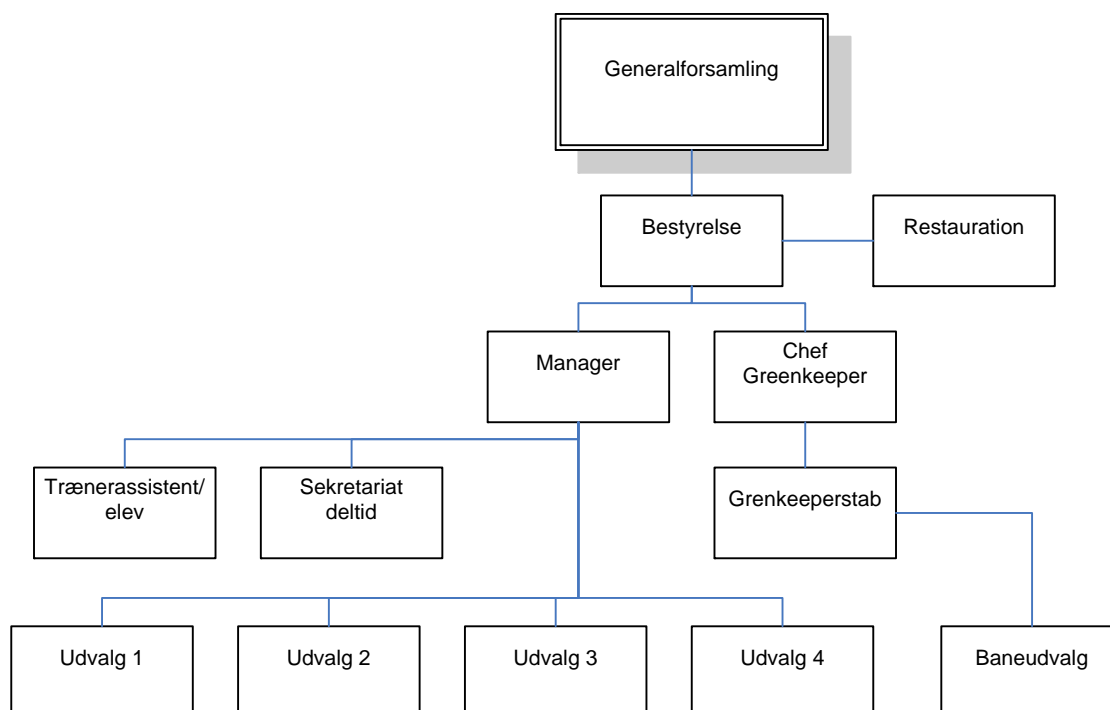 Generalforsamling
Bestyrelse
Restauration
Manager
Chef
Greenkeeper
Trænerassistent/
elev
Sekretariat
deltid
Grenkeeperstab
Udvalg 1
Udvalg 2
Udvalg 3
Udvalg 4
Baneudvalg